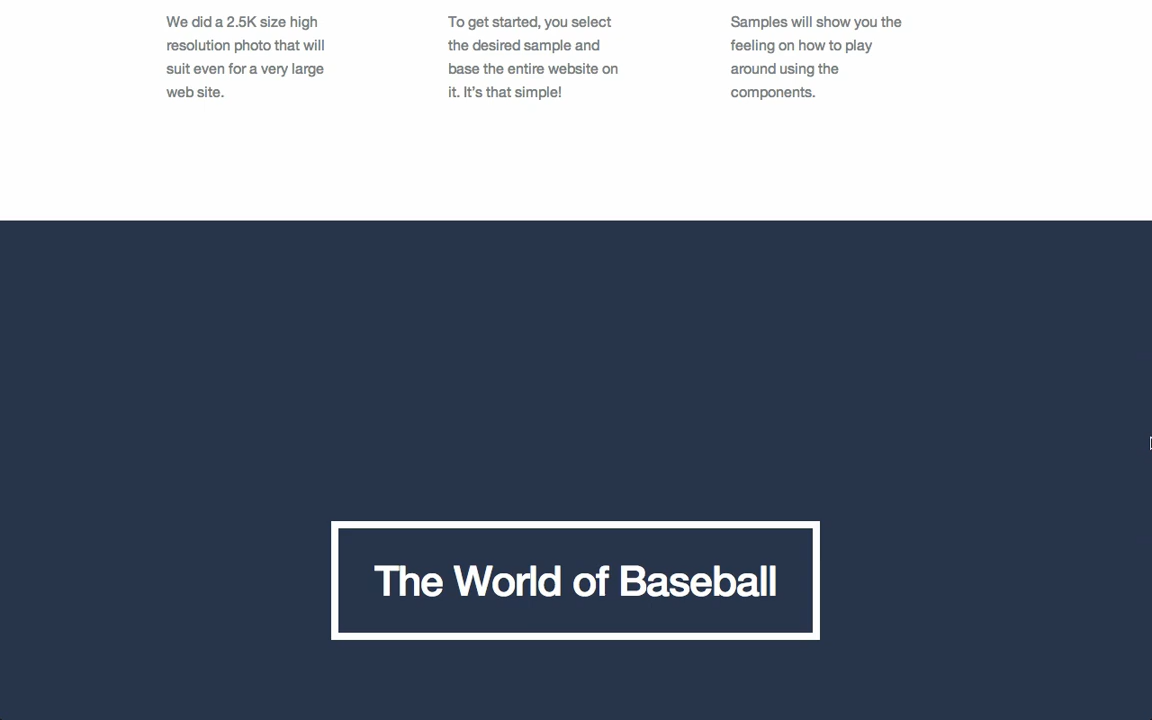 We did a 2.5K size high
resolution photo that will
suit even for a very large
web site.
To get started, you select
the desired sample and
base the entire website on
it. It’s that simple!
Samples will show you the
feeling on how to play
around using the
components.
The World of Baseball